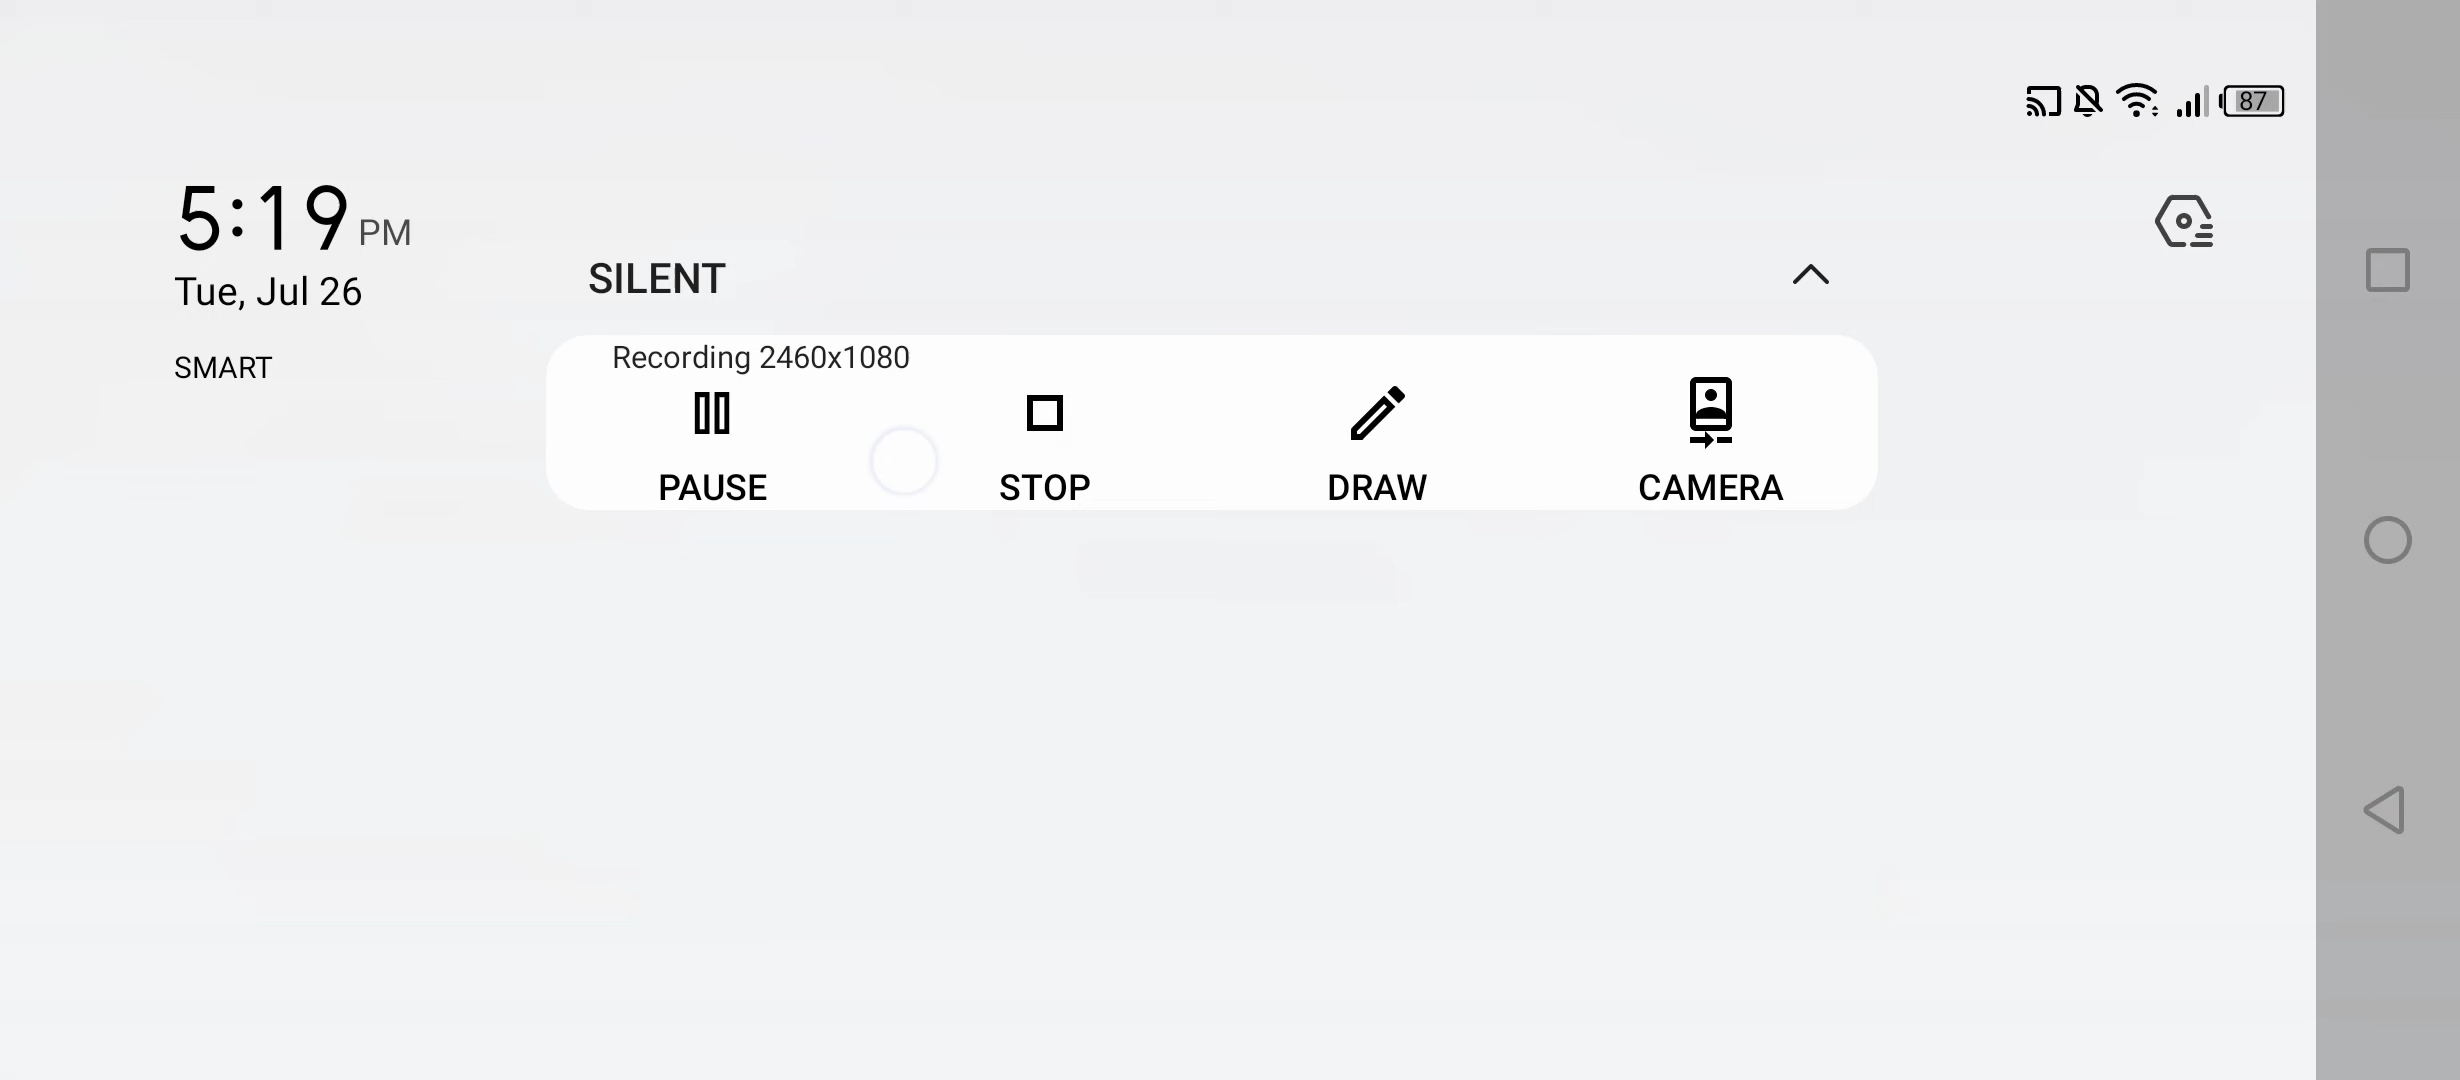 87
5:19 PM
Tue, Jul 26
SMART
SILENT
Recording 2460x1080
PAUSE
STOP
DRAW
CAMERA